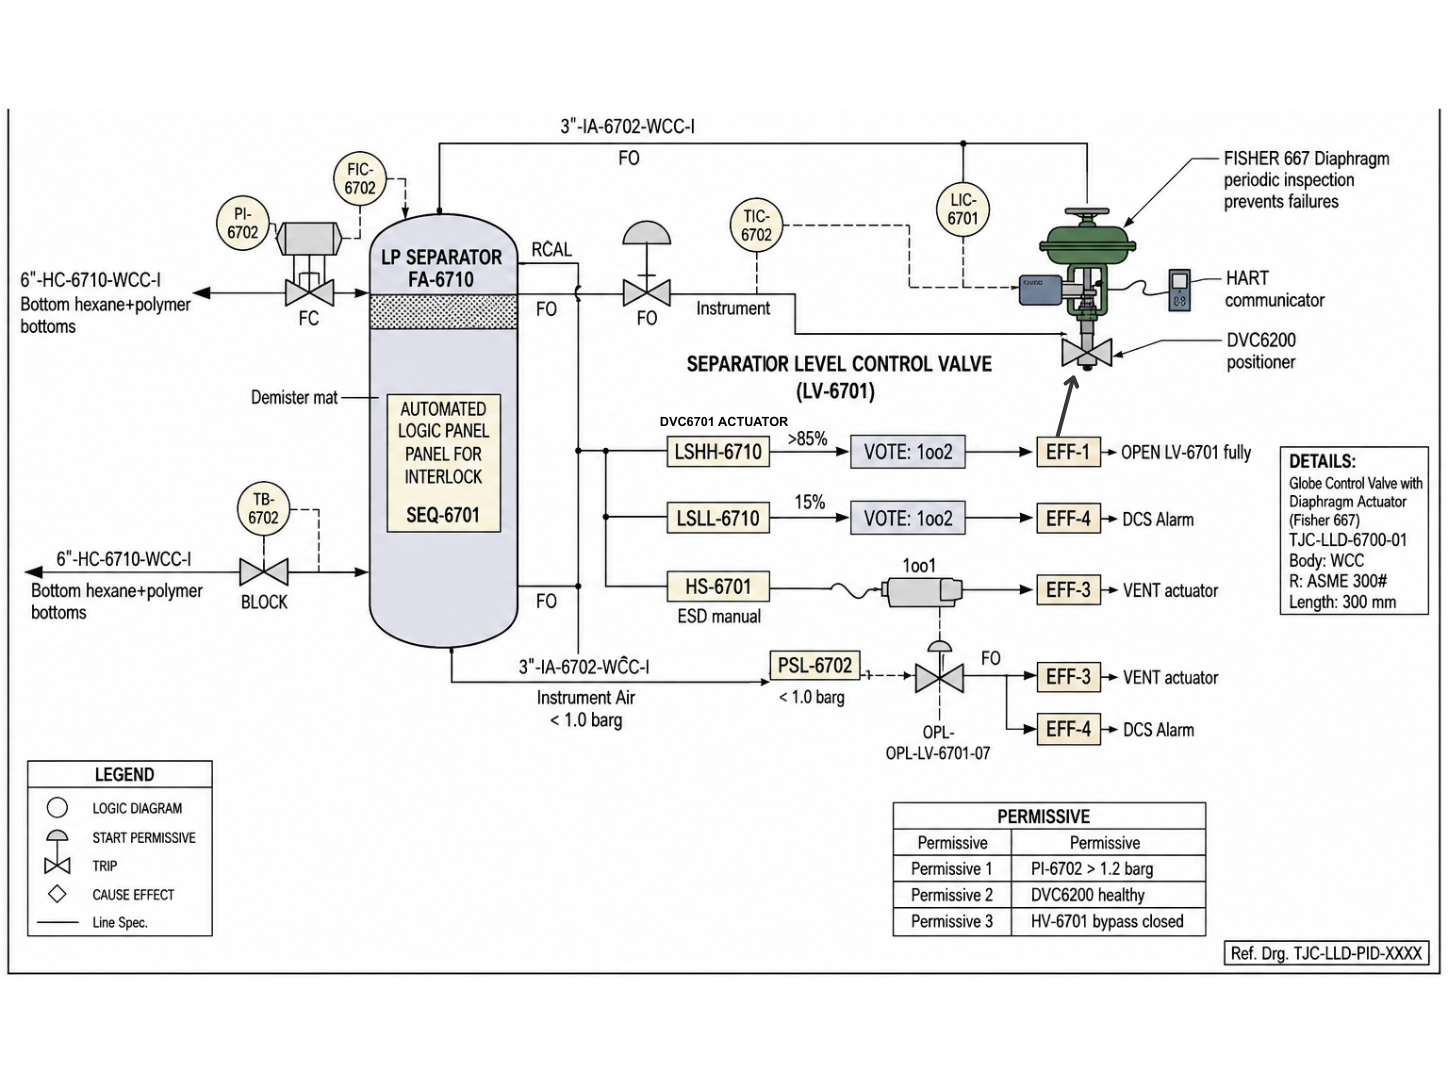 3"-IA-6702-WCC-I
FO
FIC-
6702
PI-
6702
TIC-
6702
LIC-
6701
FISHER 667 Diaphragm
periodic inspection
prevents failures
RCAL
LP SEPARATOR
FA-6710
6"-HC-6710-WCC-I
Bottom hexane+polymer
bottoms
FC
FO
FO
Instrument
HART
communicator
DVC6200
positioner
SEPARATIOR LEVEL CONTROL VALVE
(LV-6701)
Demister mat
AUTOMATED
LOGIC PANEL
PANEL FOR
INTERLOCK
SEQ-6701
DVC6701 ACTUATOR
LSHH-6710
>85%
VOTE: 1oo2
EFF-1
OPEN LV-6701 fully
LSLL-6710
15%
VOTE: 1oo2
EFF-4
DCS Alarm
HS-6701
ESD manual
1oo1
EFF-3
VENT actuator
DETAILS:
Globe Control Valve with
Diaphragm Actuator
(Fisher 667)
TJC-LLD-6700-01
Body: WCC
R: ASME 300#
Length: 300 mm
TB-
6702
6"-HC-6710-WCC-I
Bottom hexane+polymer
bottoms
BLOCK
FO
3"-IA-6702-WCC-I
Instrument Air
< 1.0 barg
PSL-6702
< 1.0 barg
FO
EFF-3
VENT actuator
EFF-4
DCS Alarm
OPL-
OPL-LV-6701-07
LEGEND
LOGIC DIAGRAM
START PERMISSIVE
TRIP
CAUSE EFFECT
Line Spec.
PERMISSIVE
Permissive Permissive
Permissive 1 PI-6702 > 1.2 barg
Permissive 2 DVC6200 healthy
Permissive 3 HV-6701 bypass closed
Ref. Drg. TJC-LLD-PID-XXXX